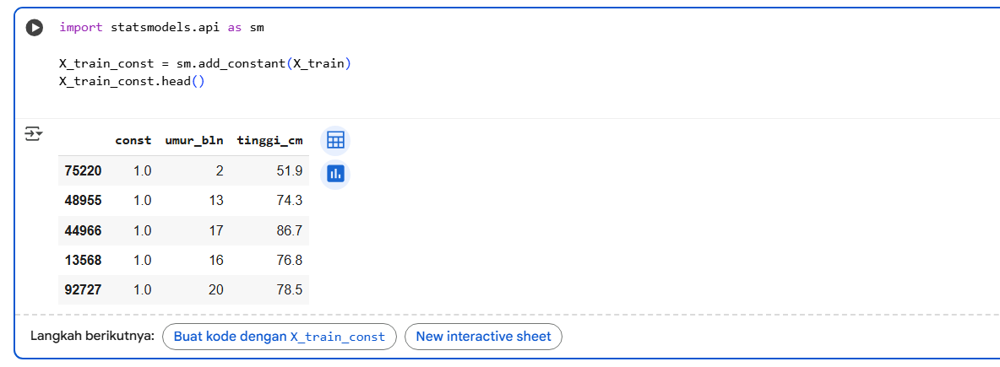 import statsmodels.api as sm
X_train_const = sm.add_constant(X_train)
X_train_const.head()
const umur_bln tinggi_cm
75220 1.0 2 51.9
48955 1.0 13 74.3
44966 1.0 17 86.7
13568 1.0 16 76.8
92727 1.0 20 78.5
Langkah berikutnya: Buat kode dengan X_train_const New interactive sheet